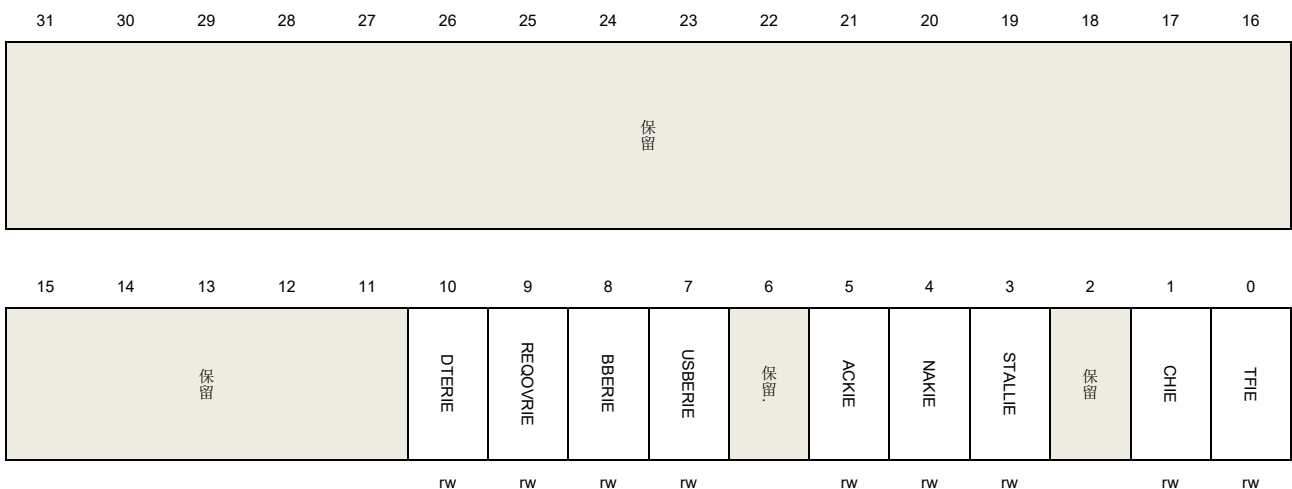 31 30 29 28 27 26 25 24 23 22 21 20 19 18 17 16
保留
15 14 13 12 11 10 9 8 7 6 5 4 3 2 1 0
保留 DTERIE REQOVRIE BBERIE USBERIE 保留. ACKIE NAKIE STALLIE 保留 CHIE TFIE
rw rw rw rw rw rw rw rw rw